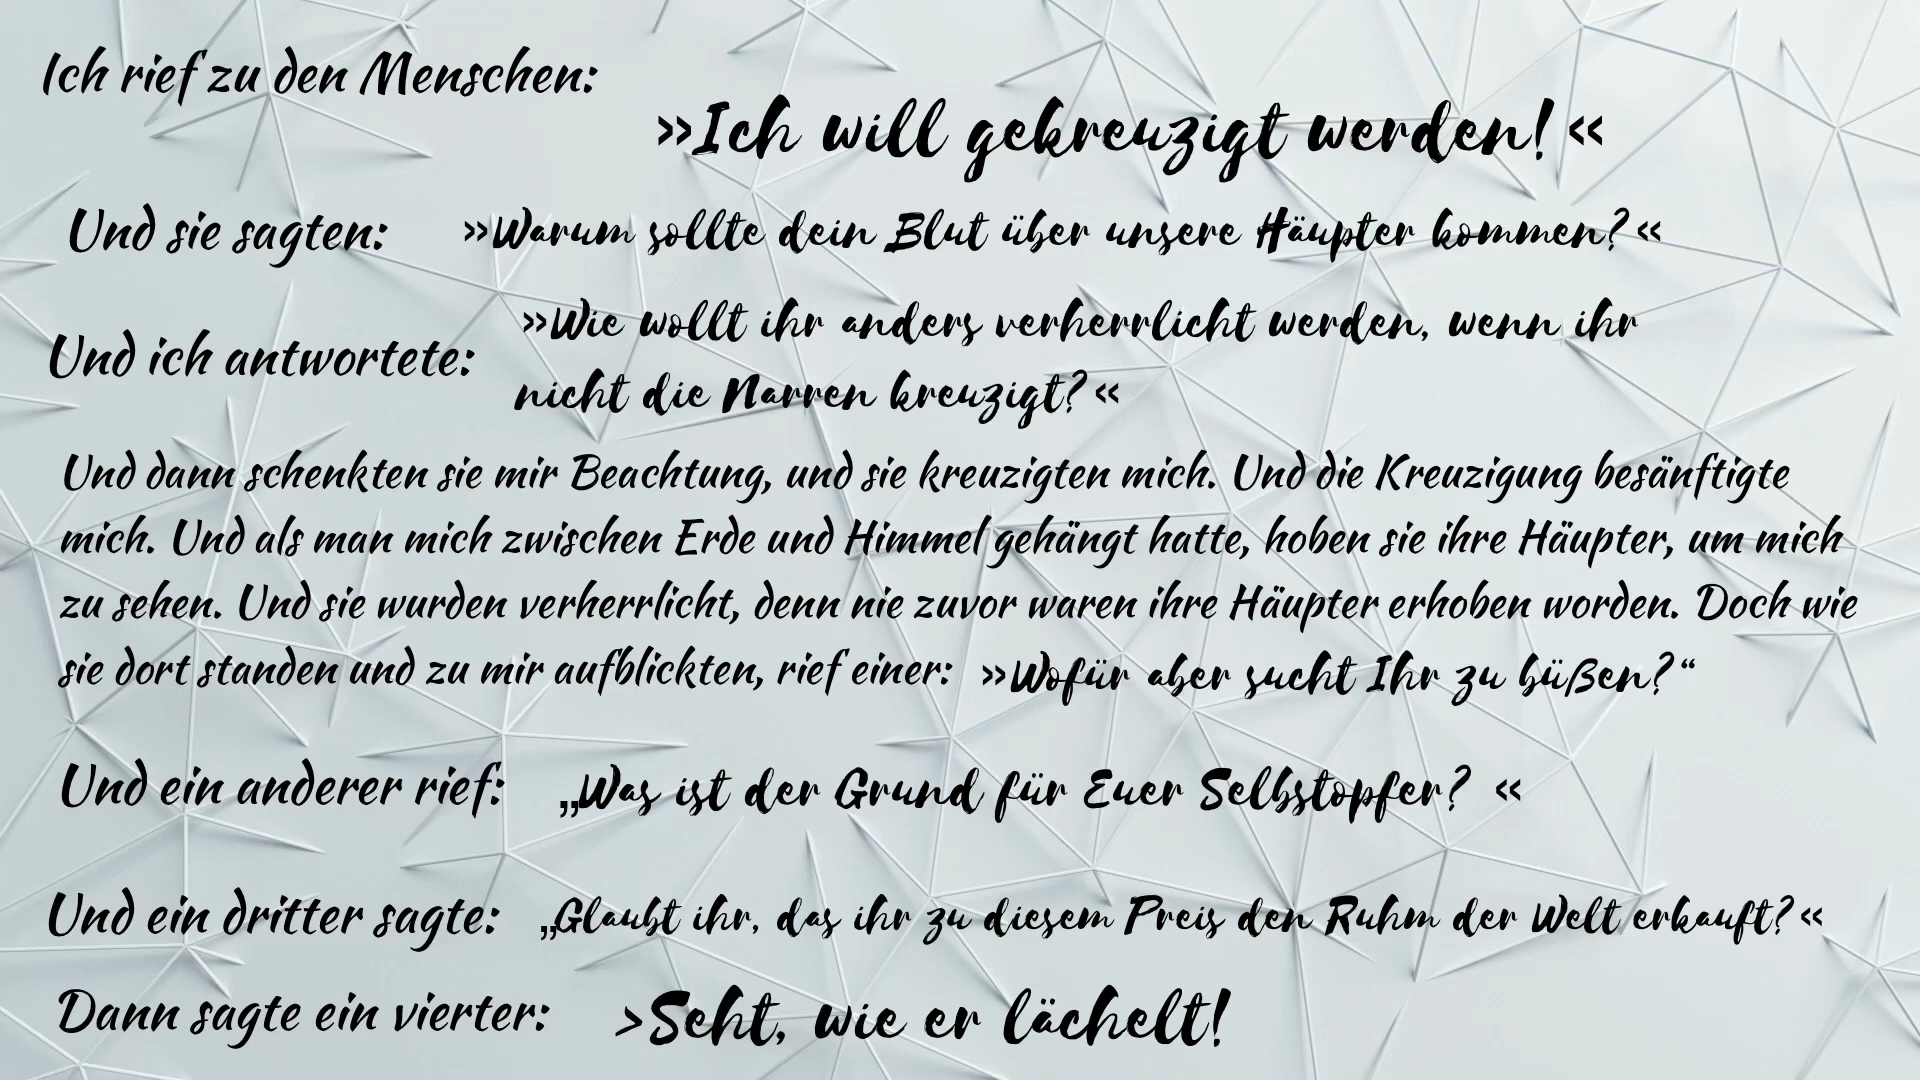 Ich rief zu den Menschen:
»Ich will gekreuzigt werden! «
Und sie sagten: »Warum sollte dein Blut über unsere Häupter kommen? «
Und ich antwortete: »Wie wollt ihr anders verherrlicht werden, wenn ihr
nicht die Narren kreuzigt? «
Und dann schenkten sie mir Beachtung, und sie kreuzigten mich. Und die Kreuzigung besänftigte
mich. Und als man mich zwischen Erde und Himmel gehängt hatte, hoben sie ihre Häupter, um mich
zu sehen. Und sie wurden verherrlicht, denn nie zuvor waren ihre Häupter erhoben worden. Doch wie
sie dort standen und zu mir aufblickten, rief einer: »Wofür aber sucht Ihr zu büßen? “
Und ein anderer rief: „Was ist der Grund für Euer Selbstopfer? «
Und ein dritter sagte: „Glaubt ihr, das ihr zu diesem Preis den Ruhm der Welt erkauft? «
Dann sagte ein vierter: >Seht, wie er lächelt!